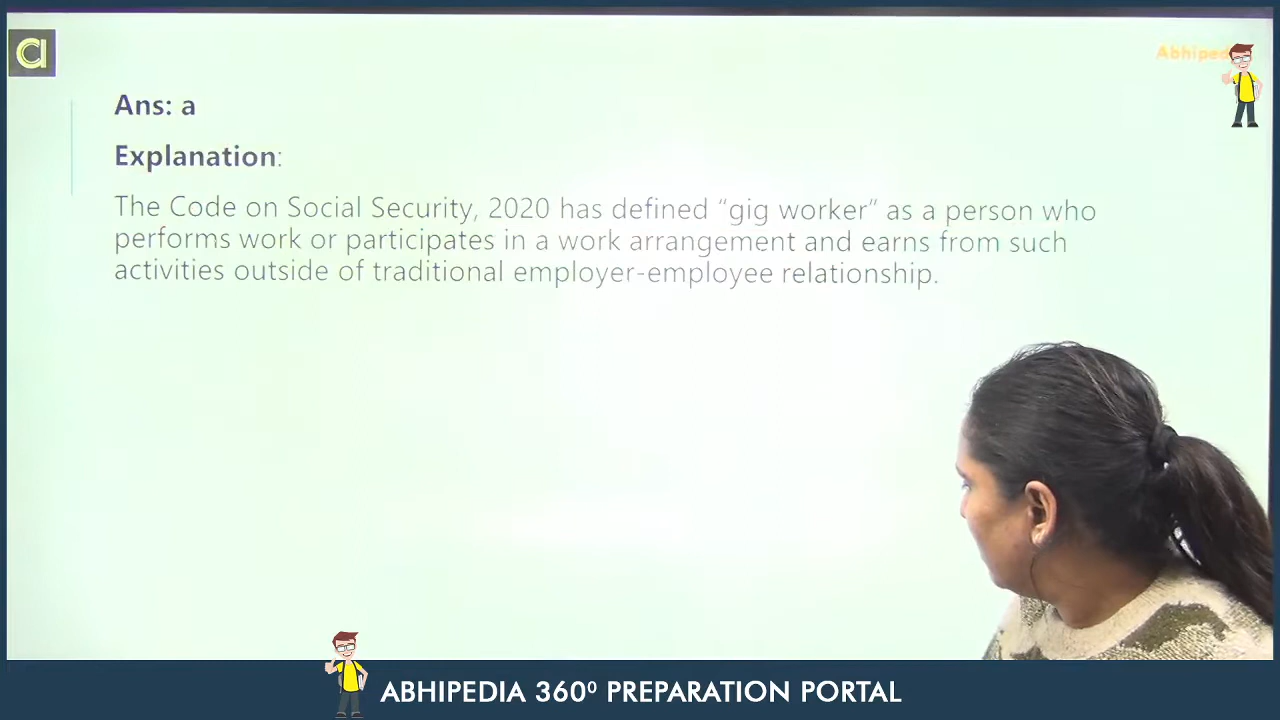 a
Abhiped
Ans: a
Explanation:
The Code on Social Security, 2020 has defined “gig worker” as a person who
performs work or participates in a work arrangement and earns from such
activities outside of traditional employer-employee relationship.
ABHIPEDIA 360⁰ PREPARATION PORTAL